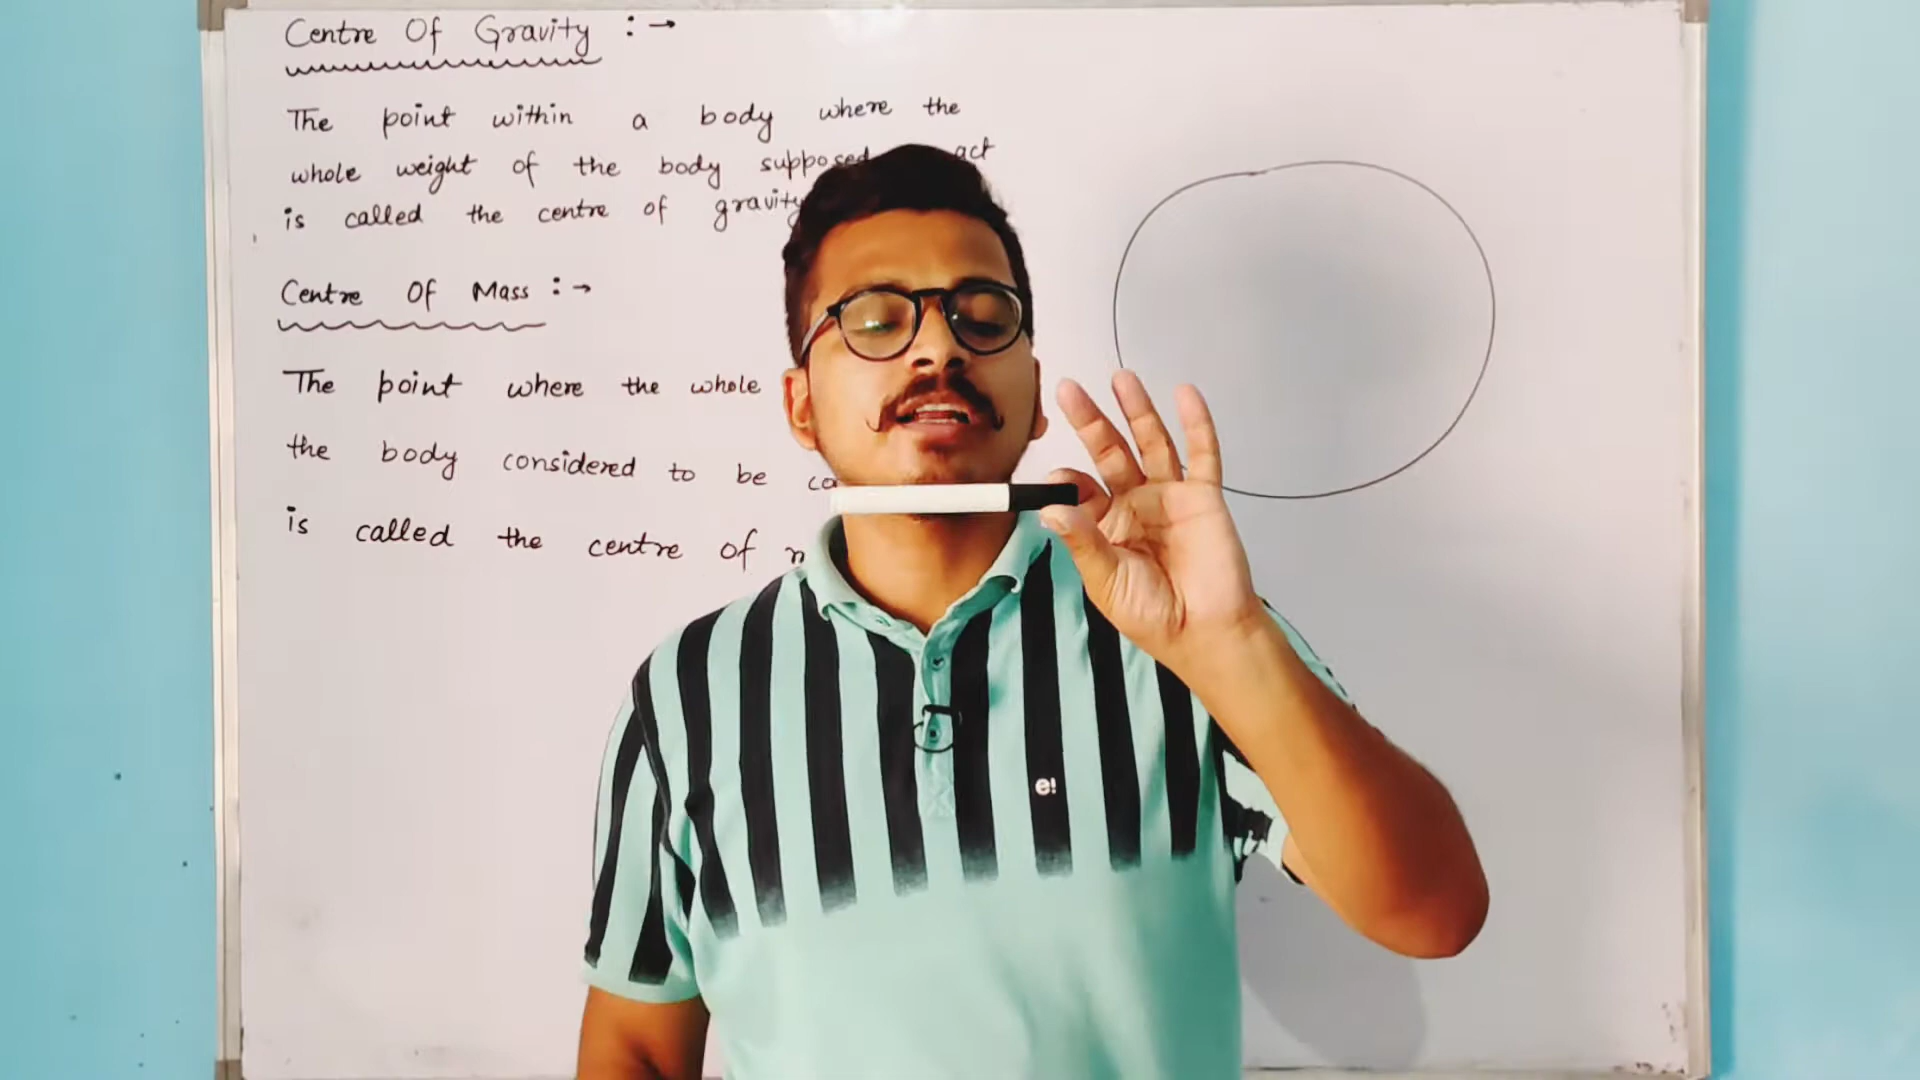 Centre Of Gravity :→
The point within a body where the
whole weight of the body supposed act
is called the centre of gravity
Centre Of Mass :→
The point where the whole
the body considered to be
is called the centre of
e!